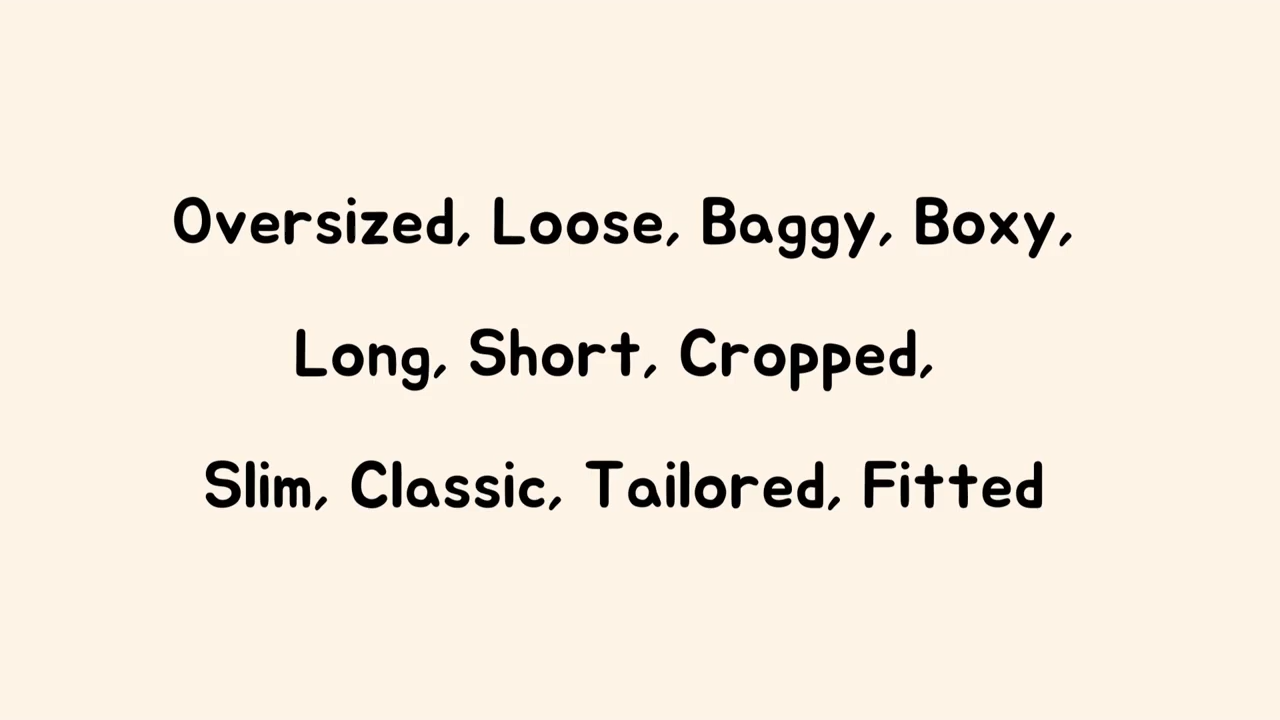 Oversized, Loose, Baggy, Boxy,
Long, Short, Cropped,
Slim, Classic, Tailored, Fitted